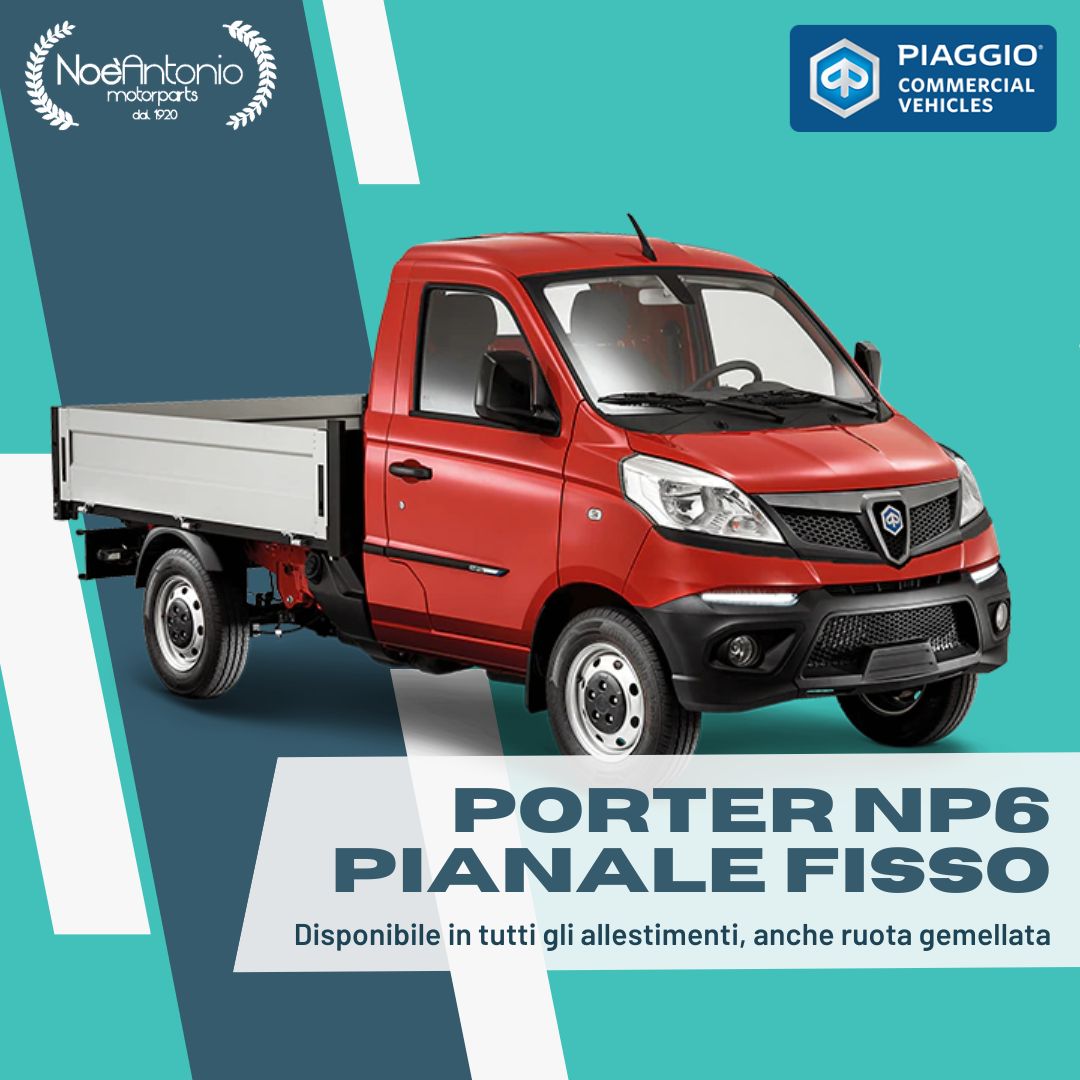 NoèAntonio
motorparts
dal 1920
PIAGGIO®
COMMERCIAL
VEHICLES
PORTER NP6
PIANALE FISSO
Disponibile in tutti gli allestimenti, anche ruota gemellata